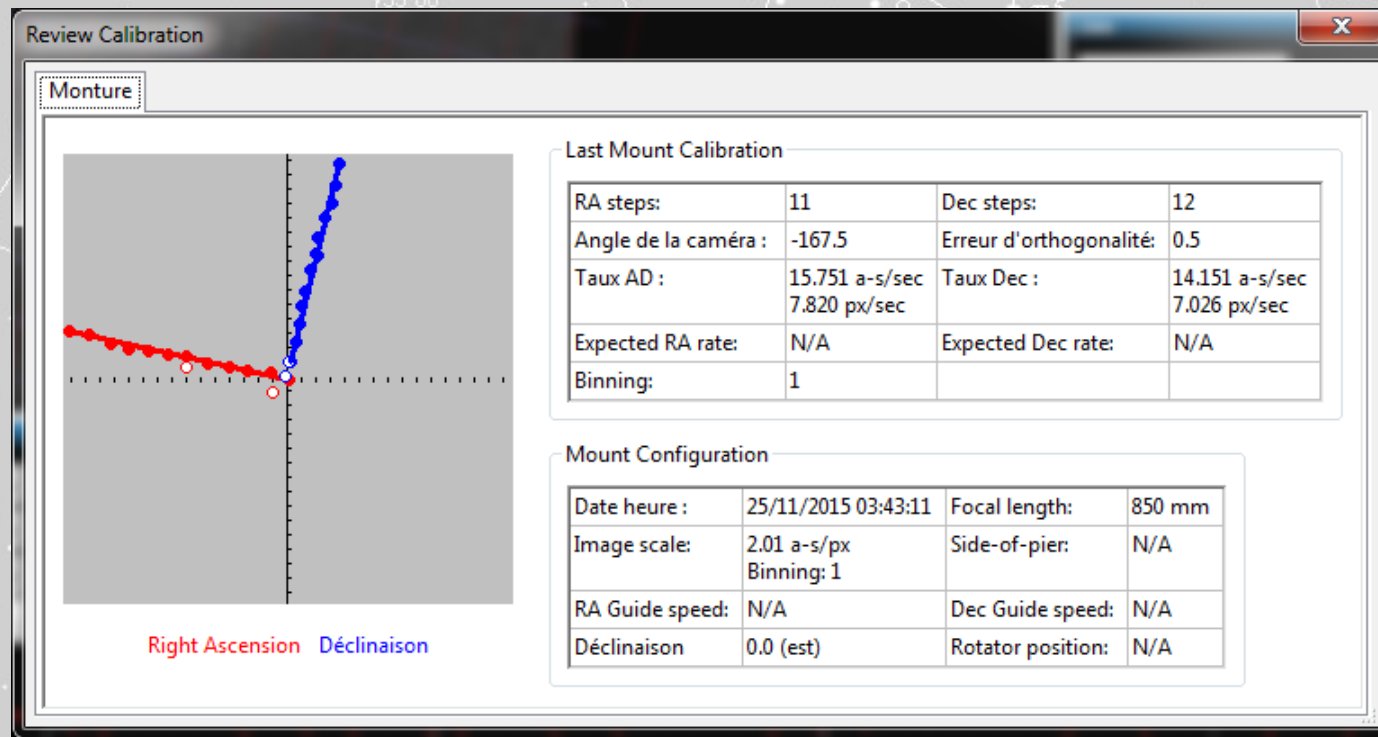 Review Calibration
Monture
Last Mount Calibration
RA steps: 11 Dec steps: 12
Angle de la caméra : -167.5 Erreur d'orthogonalité: 0.5
Taux AD : 15.751 a-s/sec Taux Dec : 14.151 a-s/sec
7.820 px/sec 7.026 px/sec
Expected RA rate: N/A Expected Dec rate: N/A
Binning: 1
Mount Configuration
Date heure : 25/11/2015 03:43:11 Focal length: 850 mm
Image scale: 2.01 a-s/px Side-of-pier: N/A
Binning: 1
RA Guide speed: N/A Dec Guide speed: N/A
Déclinaison 0.0 (est) Rotator position: N/A
Right Ascension Déclinaison